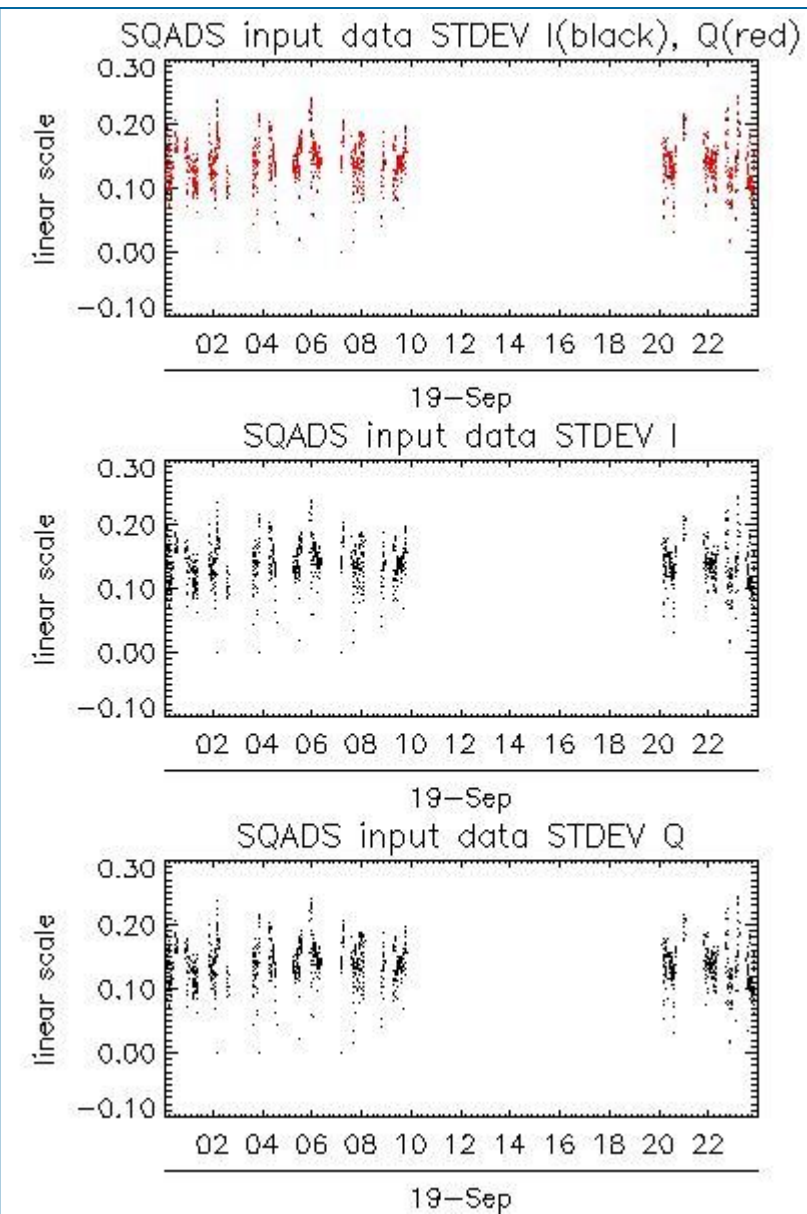 SQADS input data STDEV I(black), Q(red)
0.30
0.20
0.10
0.00
-0.10
linear scale
02 04 06 08 10 12 14 16 18 20 22
19-Sep
SQADS input data STDEV I
0.30
0.20
0.10
0.00
-0.10
linear scale
02 04 06 08 10 12 14 16 18 20 22
19-Sep
SQADS input data STDEV Q
0.30
0.20
0.10
0.00
-0.10
linear scale
02 04 06 08 10 12 14 16 18 20 22
19-Sep